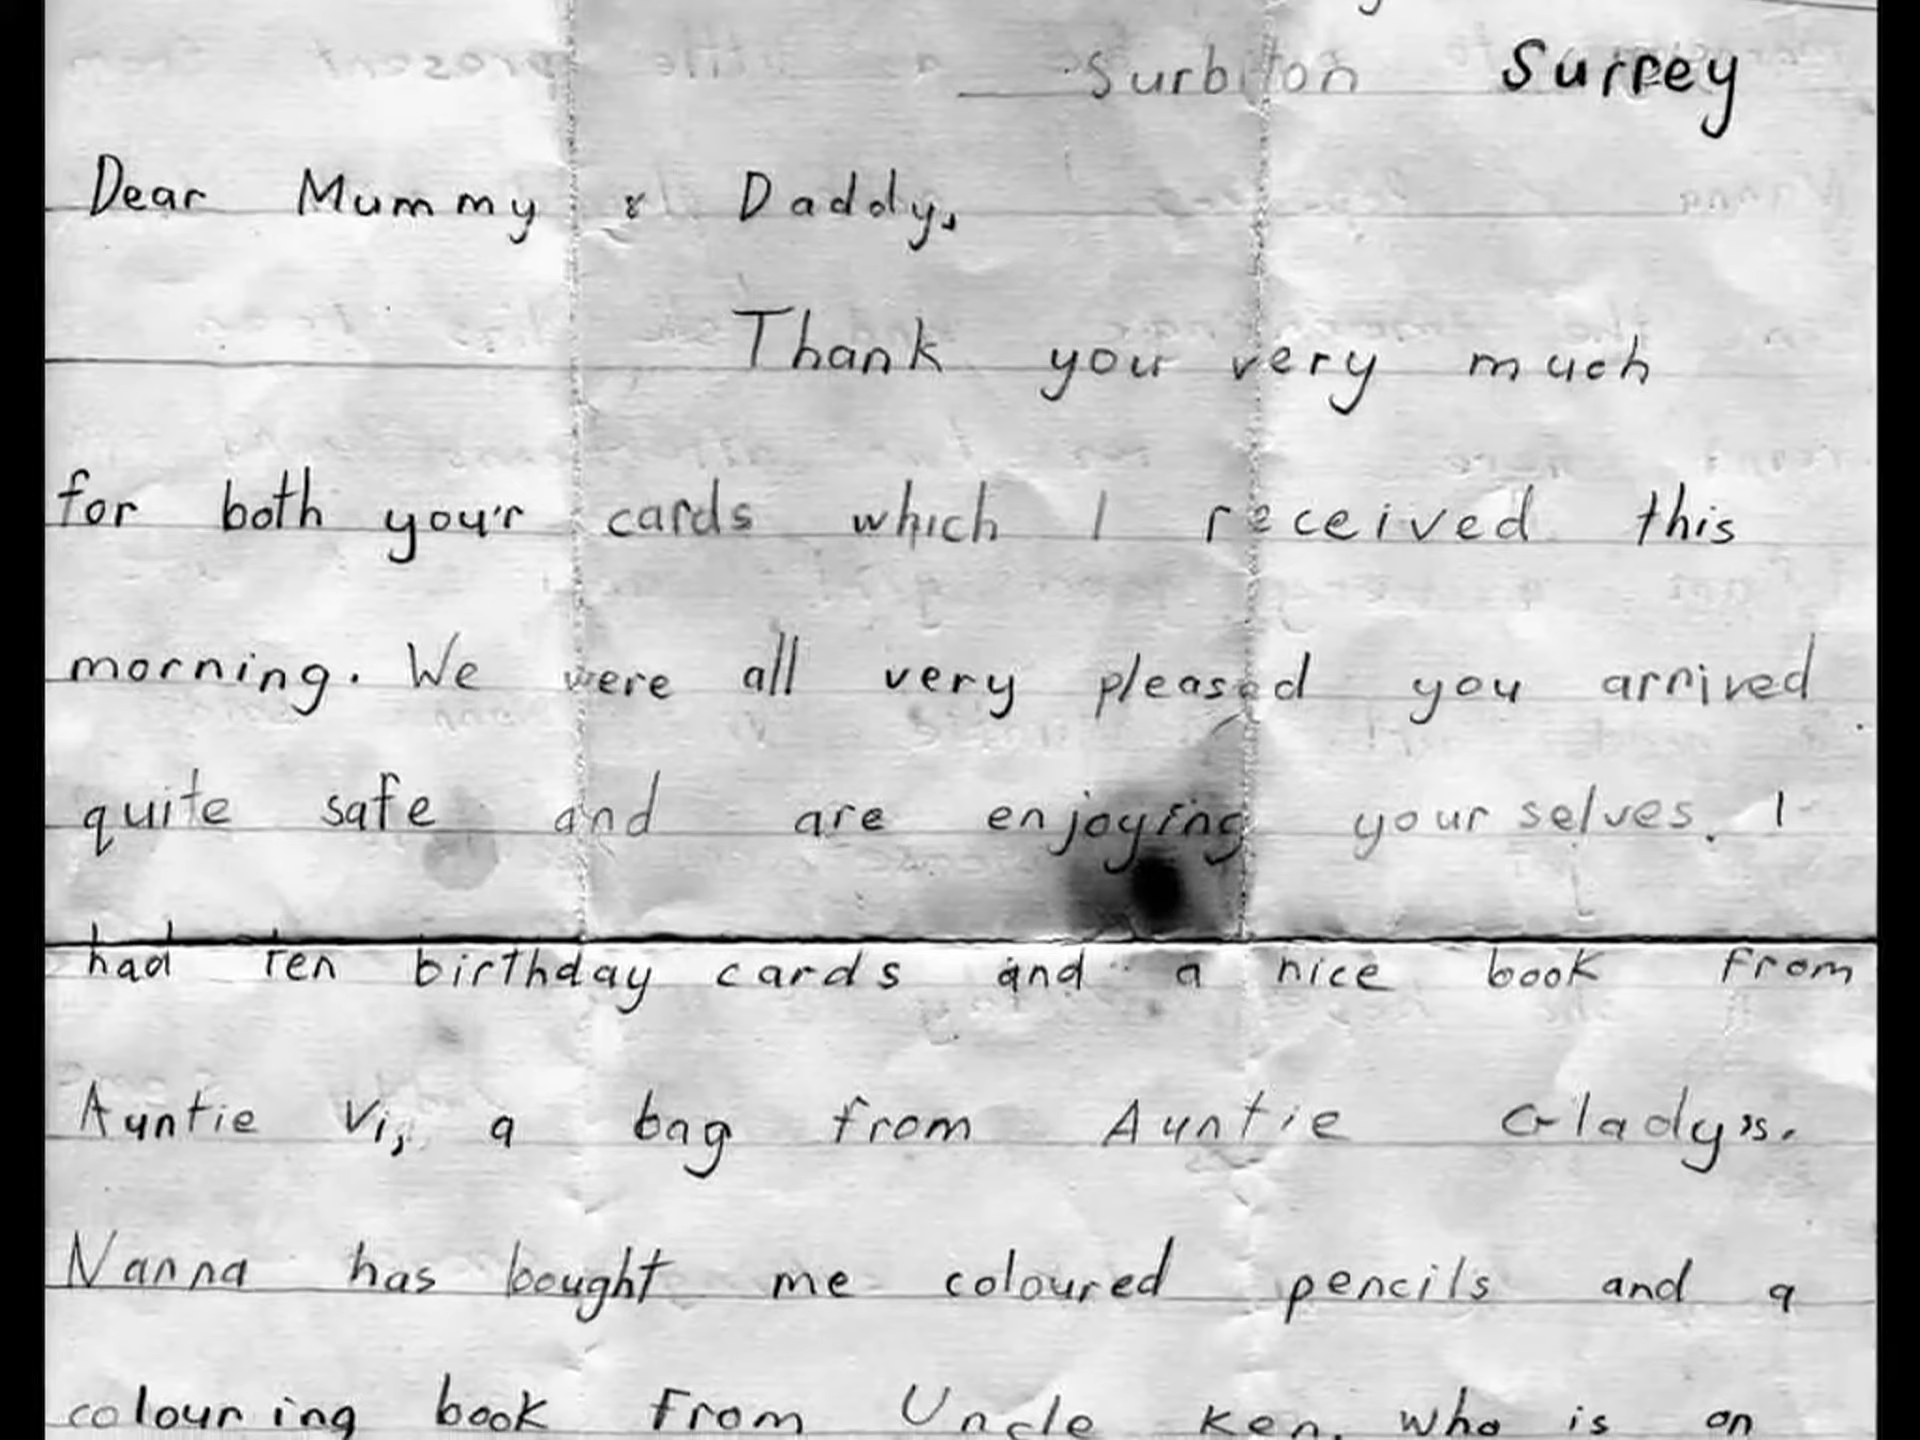 Surbiton Surrey
Dear Mummy & Daddy,
Thank you very much
for both your cards which I received this
morning. We were all very pleased you arrived
quite safe and are enjoying your selves. I
had ten birthday cards and a nice book from
Auntie Vi, a bag from Auntie Gladys.
Nanna has bought me coloured pencils and a
colouring book from Uncle Ken, who is on